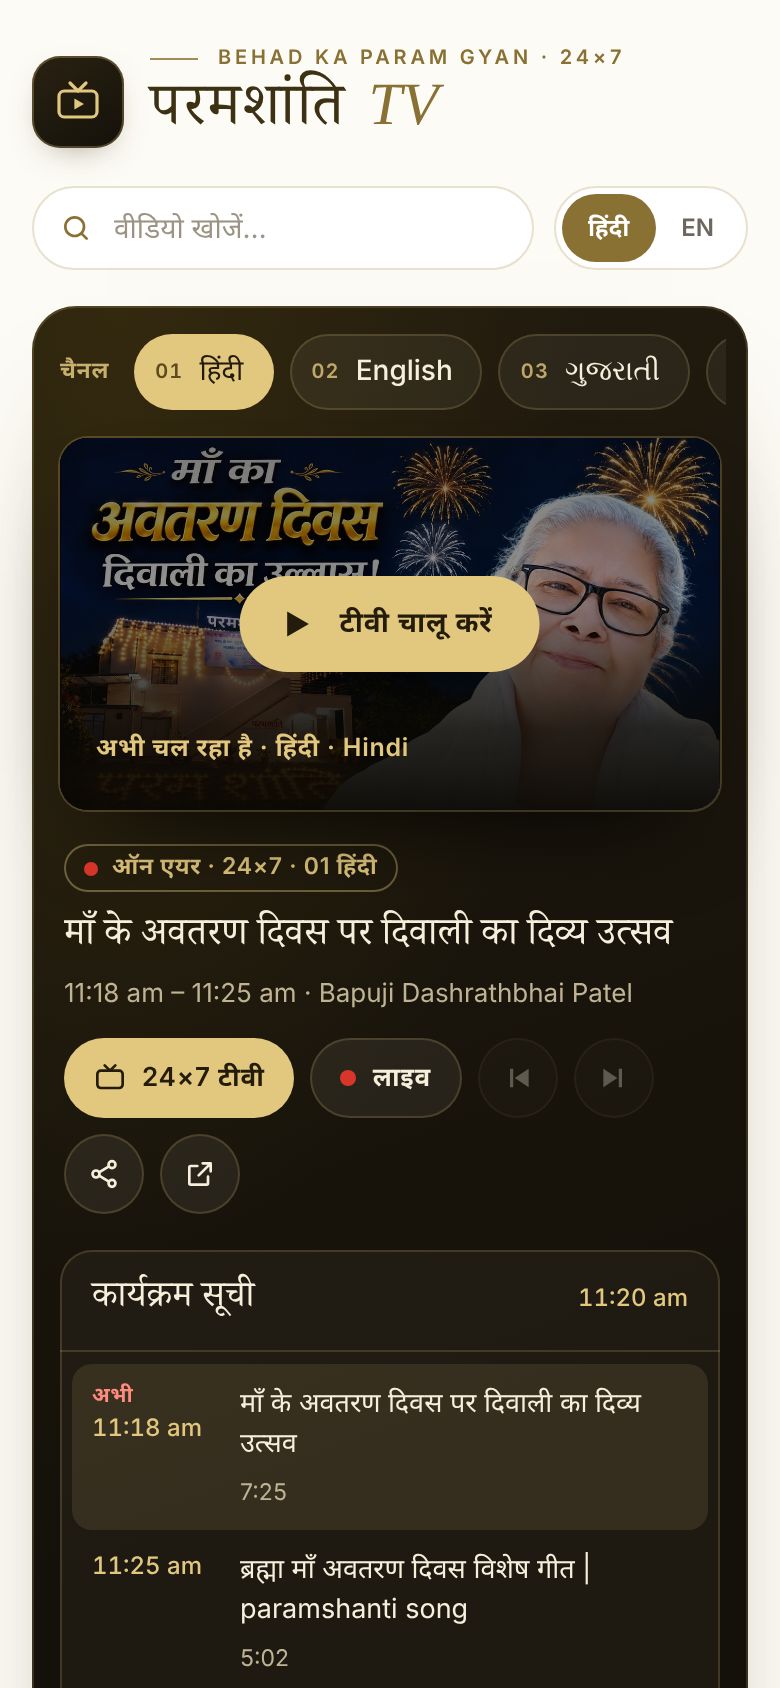 BEHAD KA PARAM GYAN · 24×7
परमशांति TV
वीडियो खोजें...
हिंदी EN
चैनल 01 हिंदी 02 English 03 ગુજરાતી
माँ का
अवतरण दिवस
दिवाली का उल्लास!
टीवी चालू करें
अभी चल रहा है · हिंदी · Hindi
ऑन एयर · 24×7 · 01 हिंदी
माँ के अवतरण दिवस पर दिवाली का दिव्य उत्सव
11:18 am – 11:25 am · Bapuji Dashrathbhai Patel
24×7 टीवी लाइव
कार्यक्रम सूची 11:20 am
अभी
11:18 am माँ के अवतरण दिवस पर दिवाली का दिव्य
उत्सव
7:25
11:25 am ब्रह्मा माँ अवतरण दिवस विशेष गीत |
paramshanti song
5:02